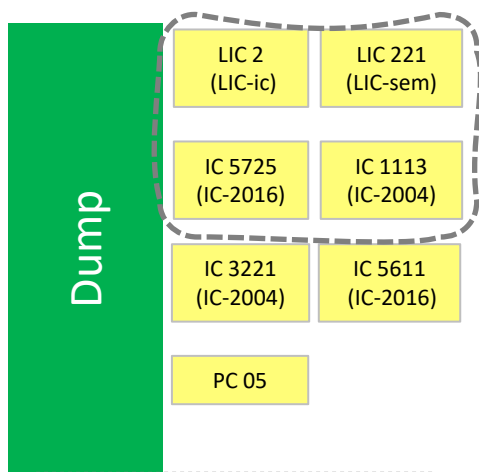 Dump
LIC 2
(LIC-ic)
LIC 221
(LIC-sem)
IC 5725
(IC-2016)
IC 1113
(IC-2004)
IC 3221
(IC-2004)
IC 5611
(IC-2016)
PC 05